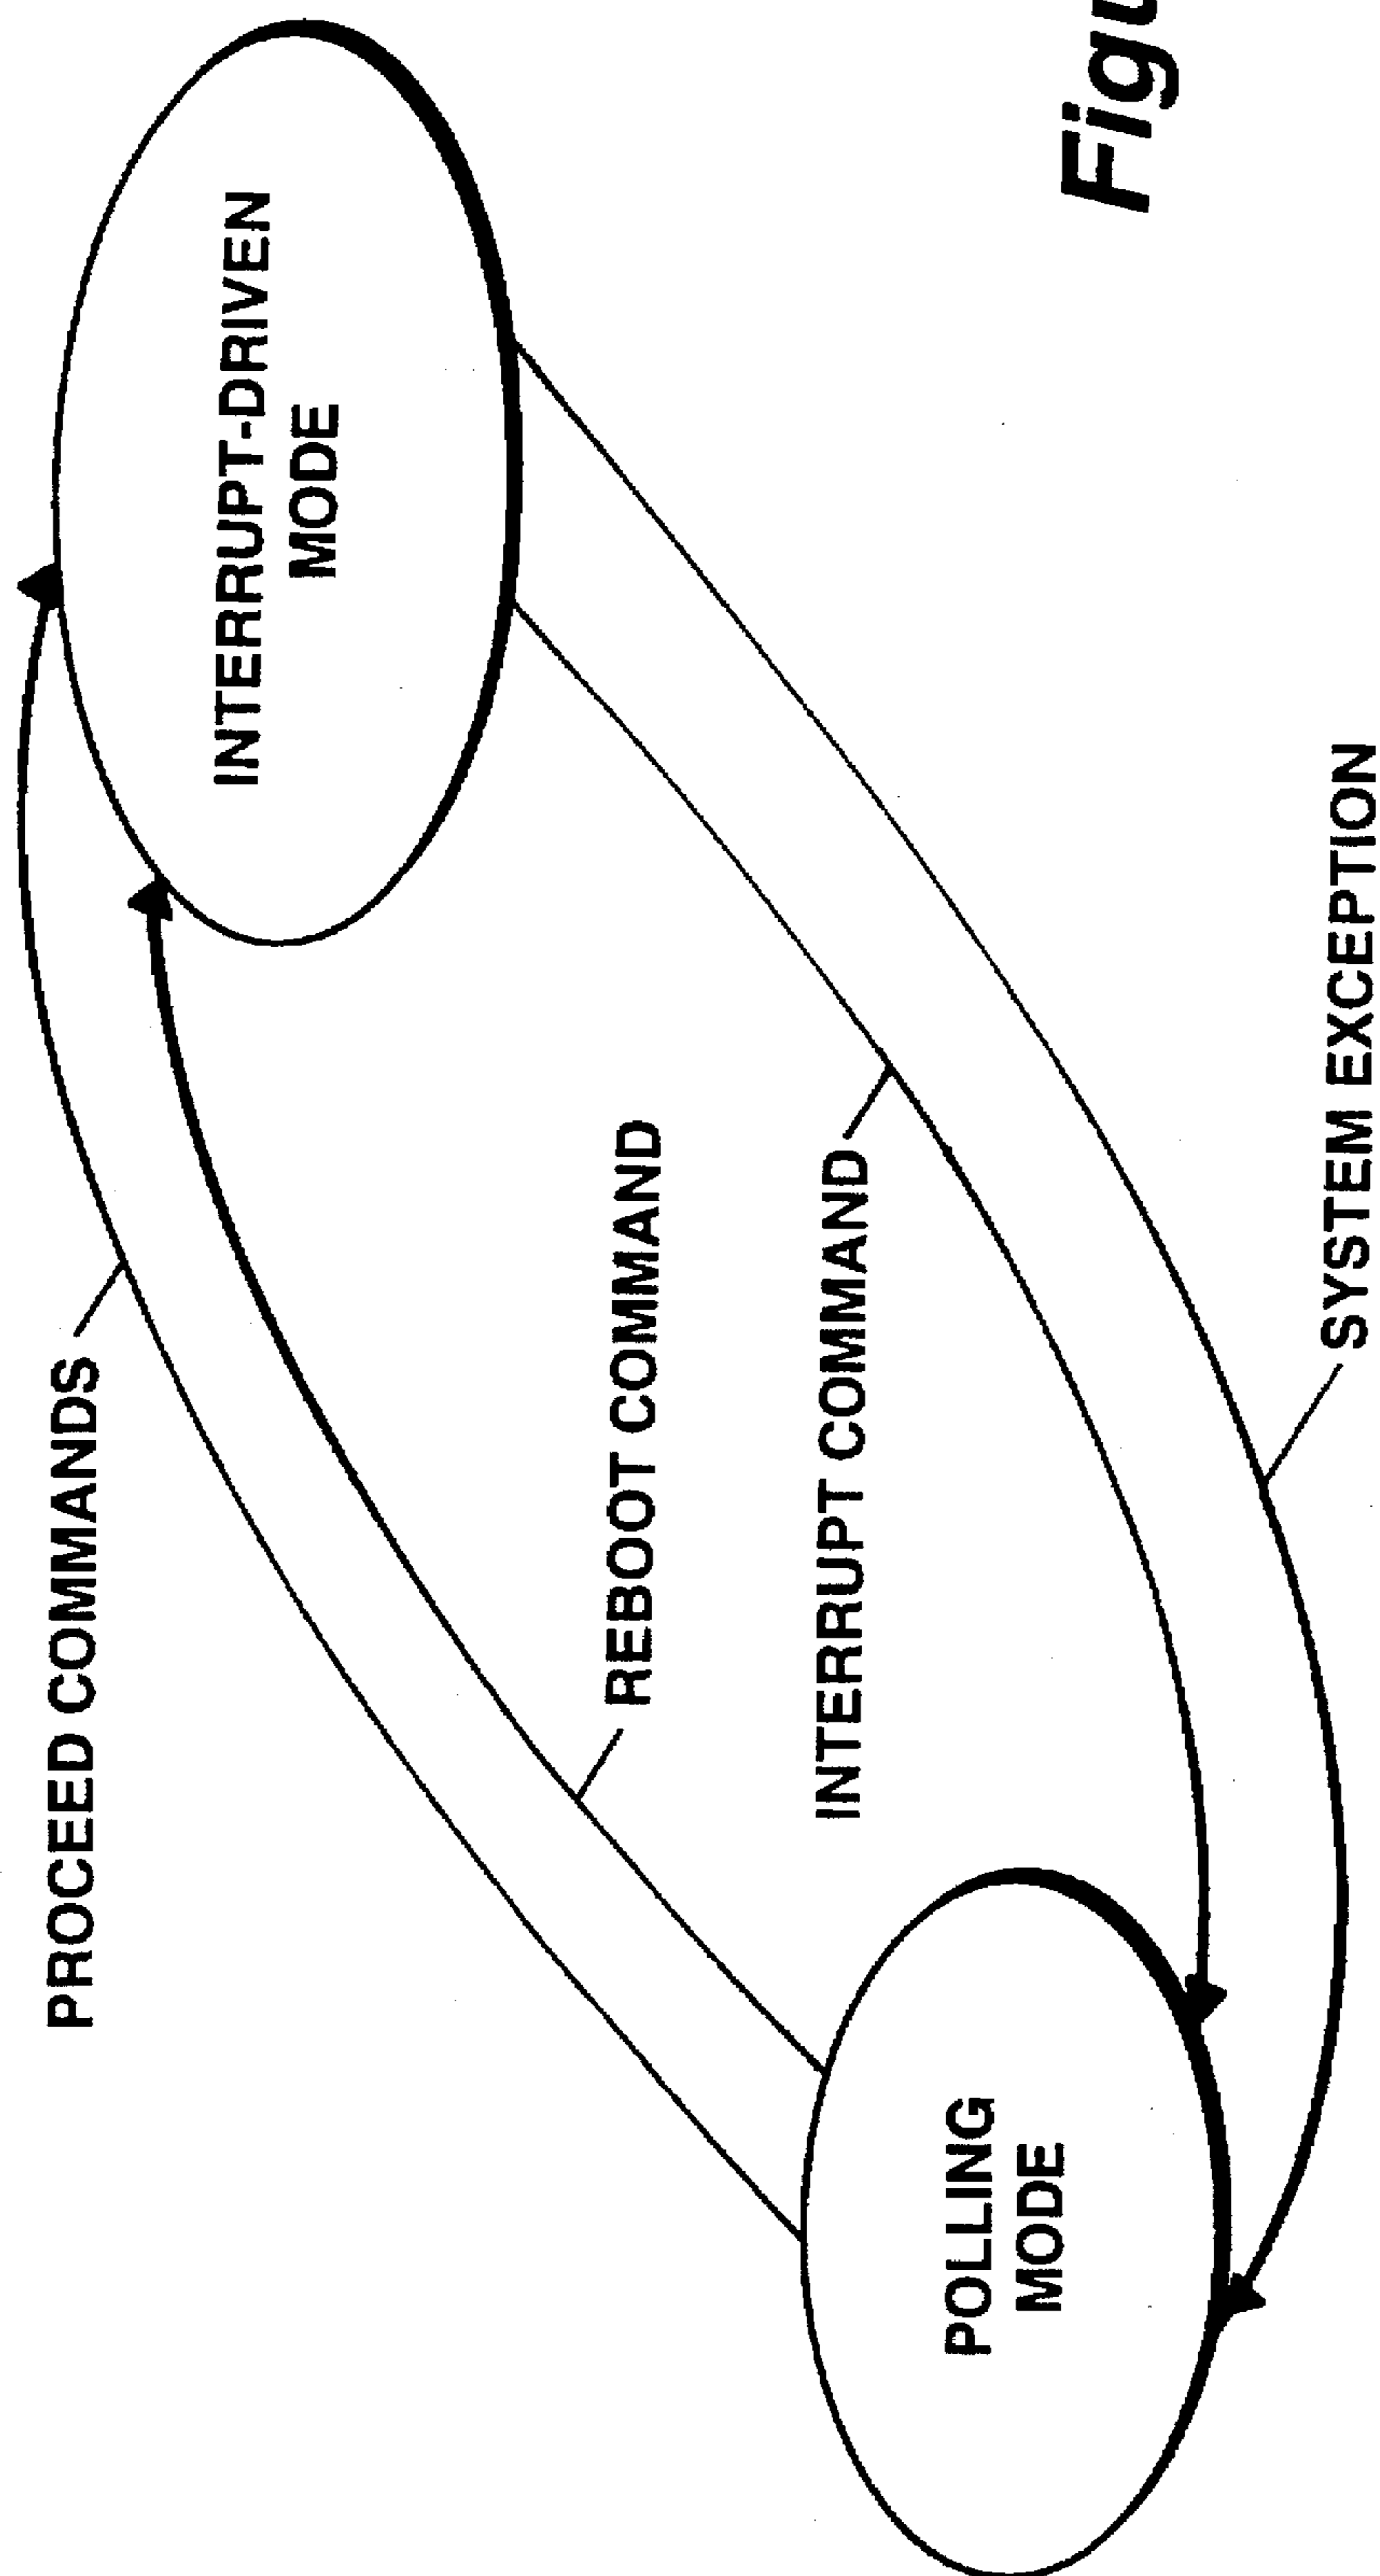 PROCEED COMMANDS
INTERRUPT-DRIVEN
MODE
REBOOT COMMAND
INTERRUPT COMMAND
POLLING
MODE
SYSTEM EXCEPTION